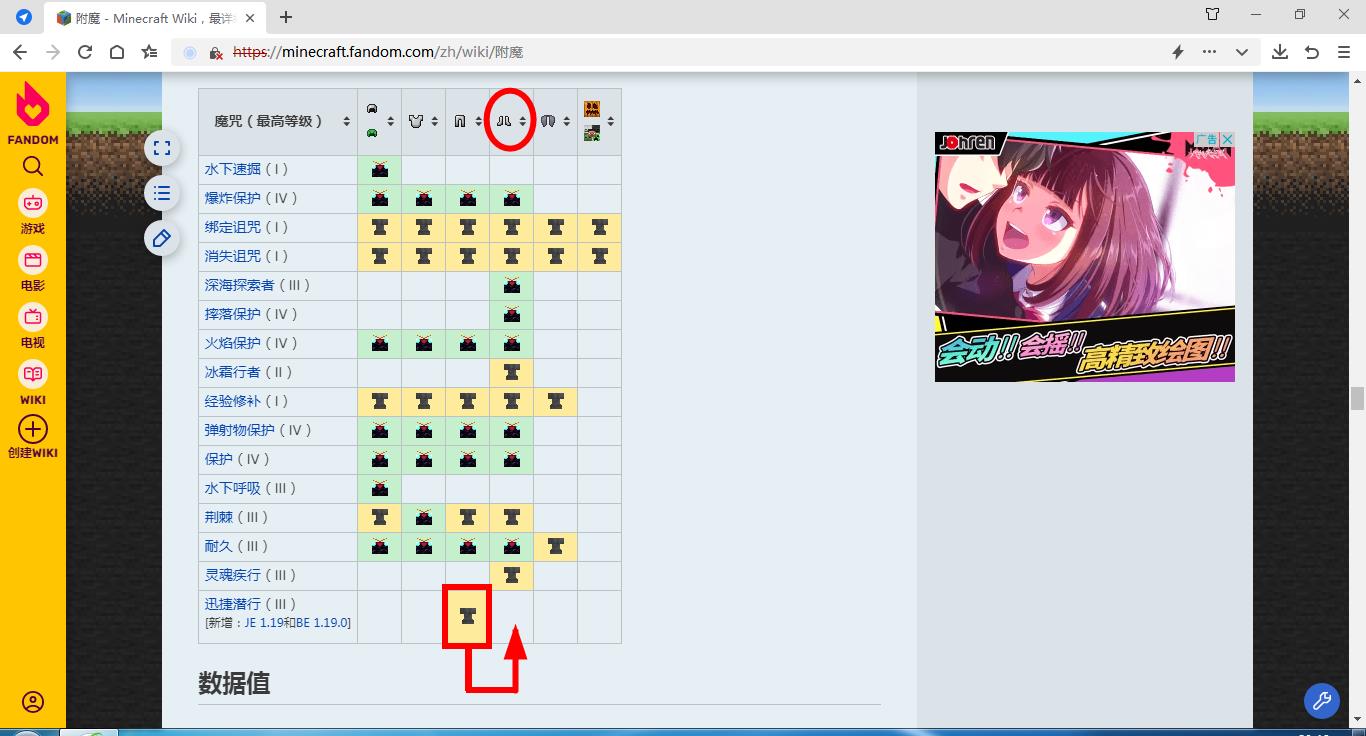 附魔 - Minecraft Wiki，最详
https://minecraft.fandom.com/zh/wiki/附魔
FANDOM
游戏
电影
电视
WIKI
创建WIKI
魔咒（最高等级）
水下速掘（I）
爆炸保护（IV）
绑定诅咒（I）
消失诅咒（I）
深海探索者（III）
摔落保护（IV）
火焰保护（IV）
冰霜行者（II）
经验修补（I）
弹射物保护（IV）
保护（IV）
水下呼吸（III）
荆棘（III）
耐久（III）
灵魂疾行（III）
迅捷潜行（III）
[新增：JE 1.19和BE 1.19.0]
数据值
Johren
广告
会动!! 会摇!! 高精致绘图!!